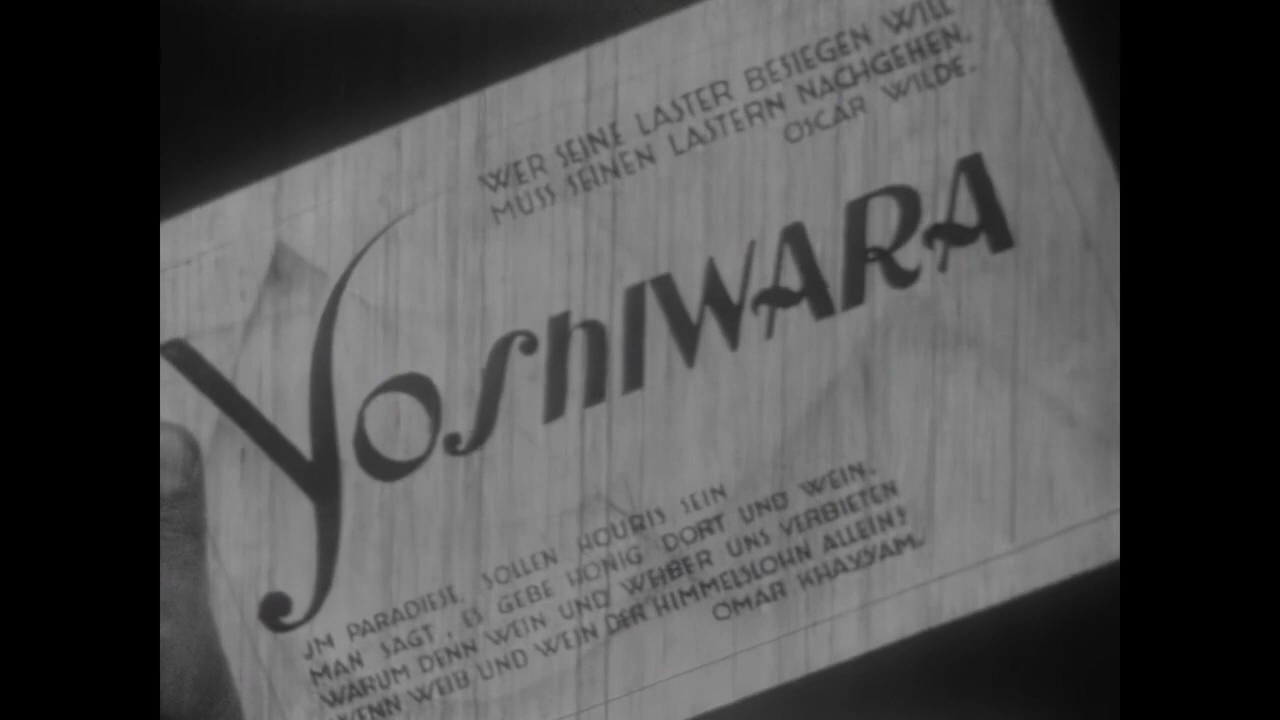 WER SEINE LASTER BESIEGEN WILL
MUSS SEINEN LASTERN NACHGEHEN.
OSCAR WILDE.
YoshIWARA
JM PARADIESE, SOLLEN HOURIS SEIN
MAN SAGT, ES GEBE HONIG DORT UND WEIN.
WARUM DENN WEIN UND WEIBER UNS VERBIETEN
WENN WEIB UND WEIN DER HIMMELSLOHN ALLEIN?
OMAR KHAYYAM.